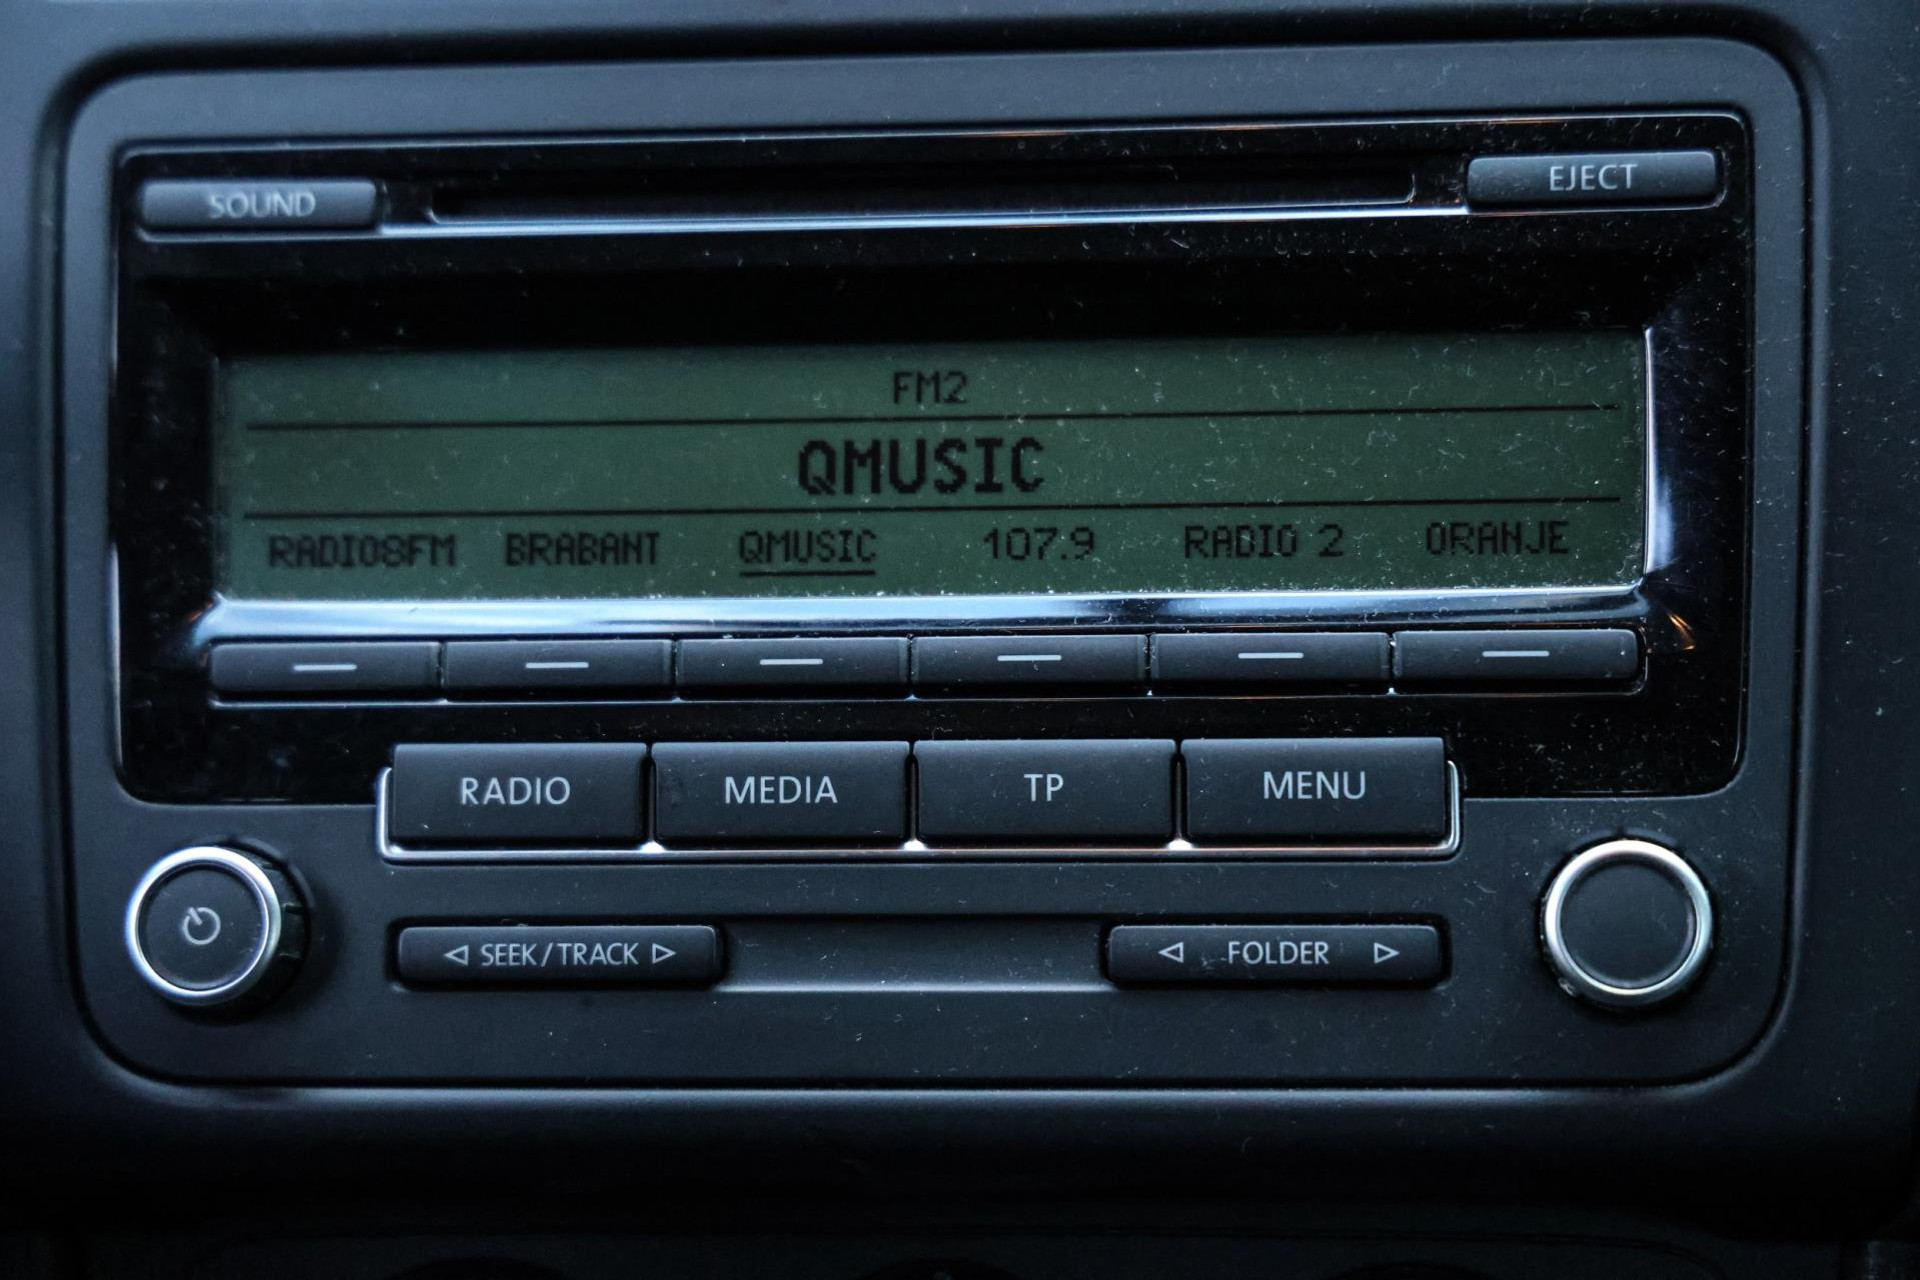 SOUND EJECT
FM2
QMUSIC
RADIO8FM BRABANT QMUSIC 107.9 RADIO 2 ORANJE
RADIO MEDIA TP MENU
SEEK/TRACK FOLDER